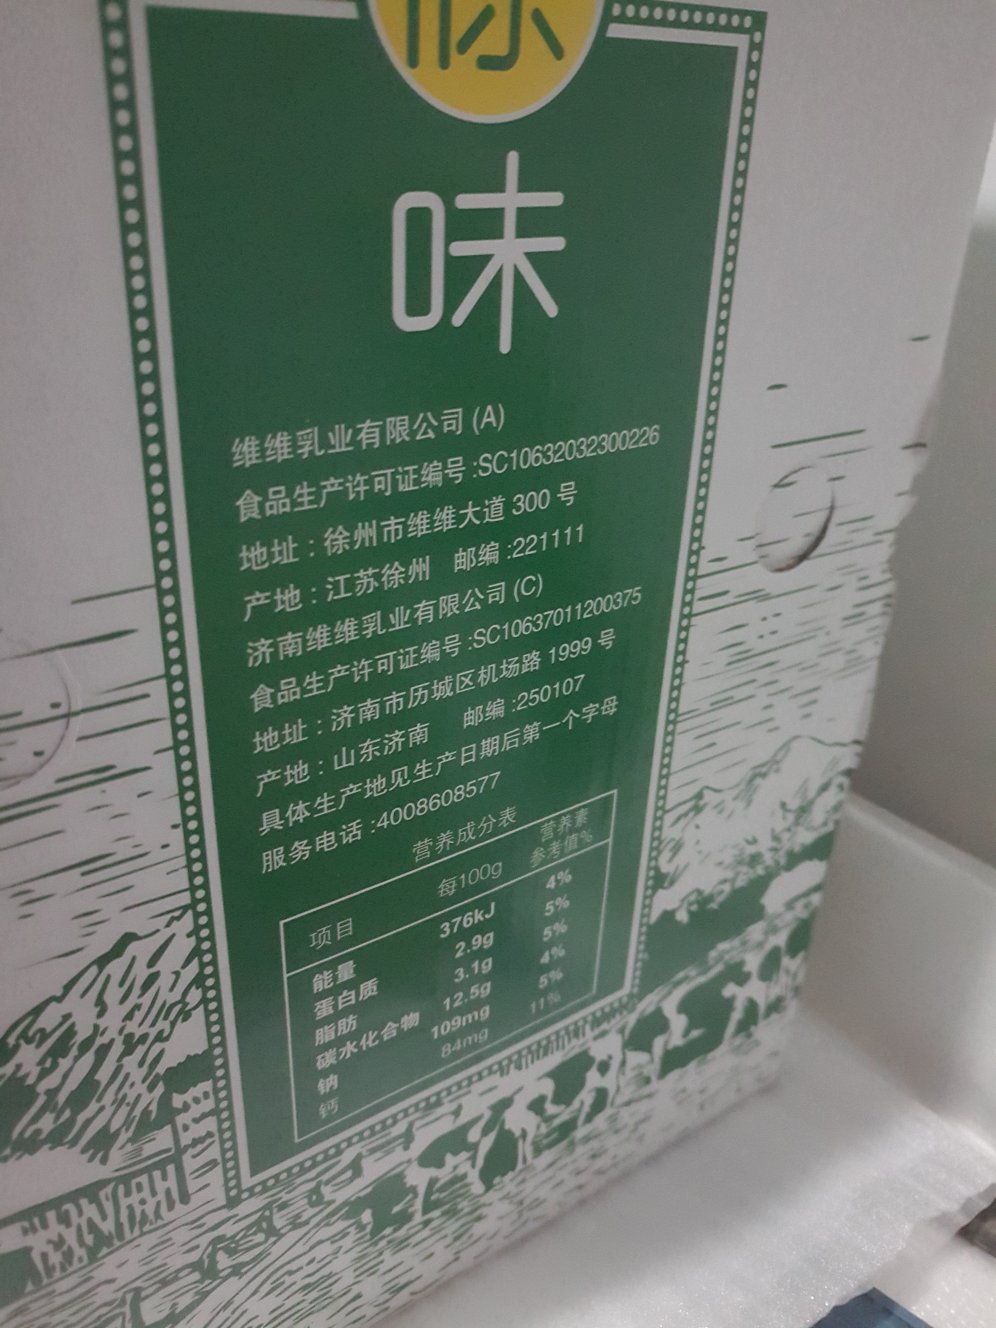 味
维维乳业有限公司 (A)
食品生产许可证编号 :SC10632032300226
地址 : 徐州市维维大道 300 号
产地 : 江苏徐州 邮编 :221111
济南维维乳业有限公司 (C)
食品生产许可证编号 :SC10637011200375
地址 : 济南市历城区机场路 1999 号
产地 : 山东济南 邮编 :250107
具体生产地见生产日期后第一个字母
服务电话 :4008608577
营养成分表
项目 每100g 营养素参考值%
能量 376kJ 4%
蛋白质 2.9g 5%
脂肪 3.1g 5%
碳水化合物 12.5g 4%
钠 109mg 5%
钙 84mg 11%